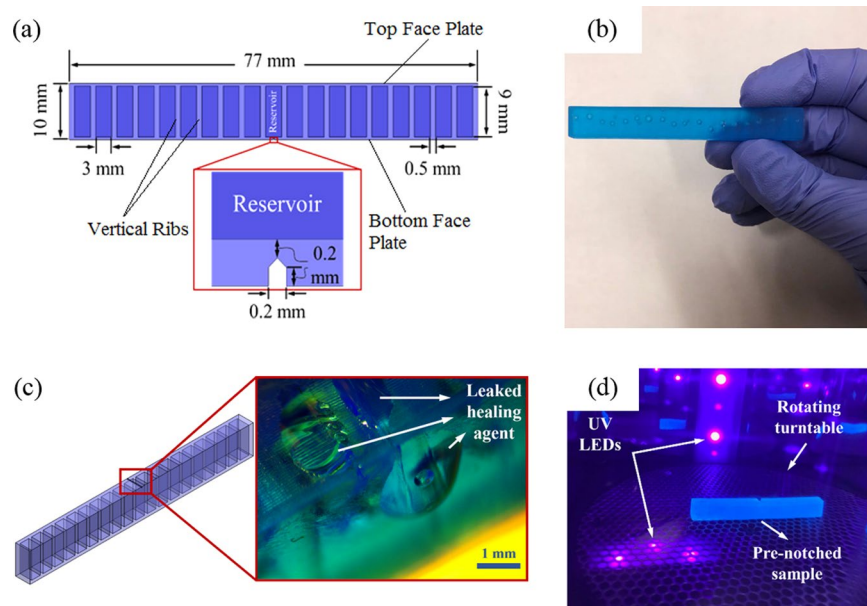 (a)
Top Face Plate
77 mm
10 mm
Reservoir
9 mm
3 mm
0.5 mm
Vertical Ribs
Reservoir
Bottom Face
Plate
0.2
mm
0.2 mm
(b)
(c)
Leaked
healing
agent
1 mm
(d)
UV
LEDs
Rotating
turntable
Pre-notched
sample